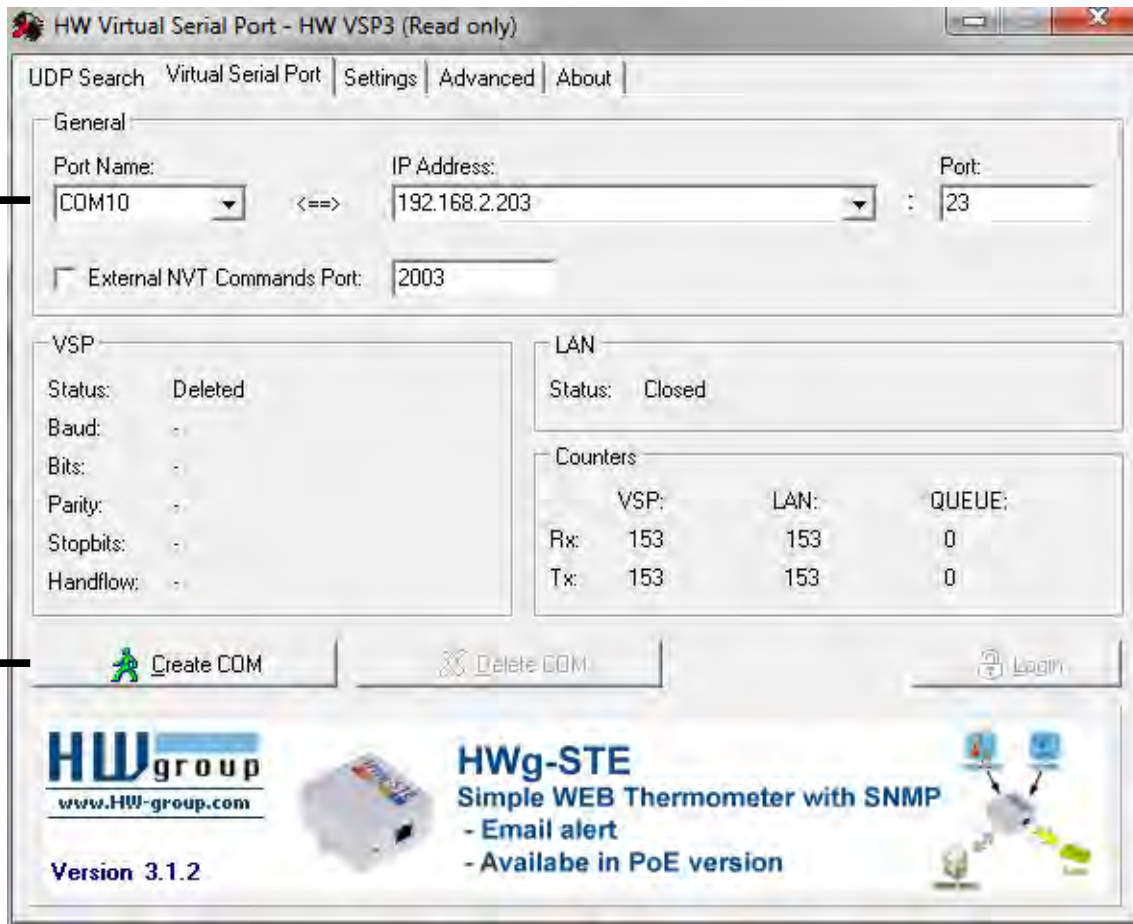 HW Virtual Serial Port - HW VSP3 (Read only)
UDP Search Virtual Serial Port Settings Advanced About
General
Port Name: IP Address: Port:
COM10 <==> 192.168.2.203 : 23
External NVT Commands Port: 2003
VSP
Status: Deleted
Baud: -
Bits: -
Parity: -
Stopbits: -
Handflow: -
LAN
Status: Closed
Counters
VSP: LAN: QUEUE:
Rx: 153 153 0
Tx: 153 153 0
Create COM Delete COM Login
HW group
www.HW-group.com
Version 3.1.2
HWg-STE
Simple WEB Thermometer with SNMP
- Email alert
- Availabe in PoE version